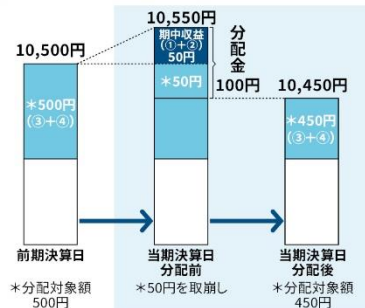 10,500円
10,550円
期中収益
(①+②)
50円
分配金
*50円
100円
10,450円
*500円
(③+④)
*450円
(③+④)
前期決算日
当期決算日
分配前
当期決算日
分配後
*分配対象額
500円
*50円を取崩し
*分配対象額
450円